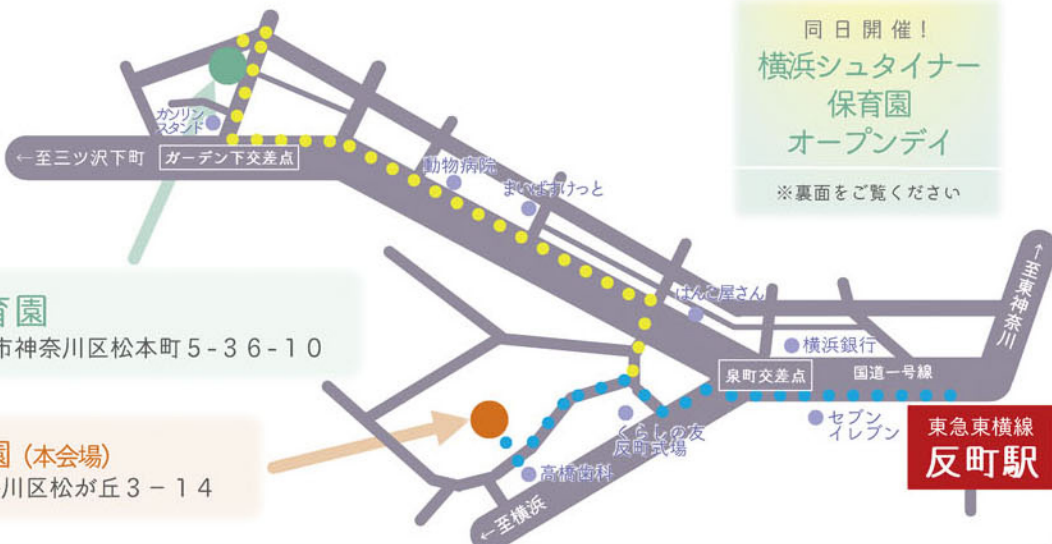 同日開催！
横浜シュタイナー
保育園
オープンデイ
※裏面をご覧ください
ガソリン
スタンド
←至三ツ沢下町
ガーデン下交差点
動物病院
まいばすけっと
はんこ屋さん
↑至東神奈川
横浜銀行
泉町交差点
国道一号線
育園
市神奈川区松本町5-36-10
セブン
イレブン
くらしの友
反町式場
東急東横線
反町駅
園（本会場）
川区松が丘3－14
高橋歯科
←至横浜